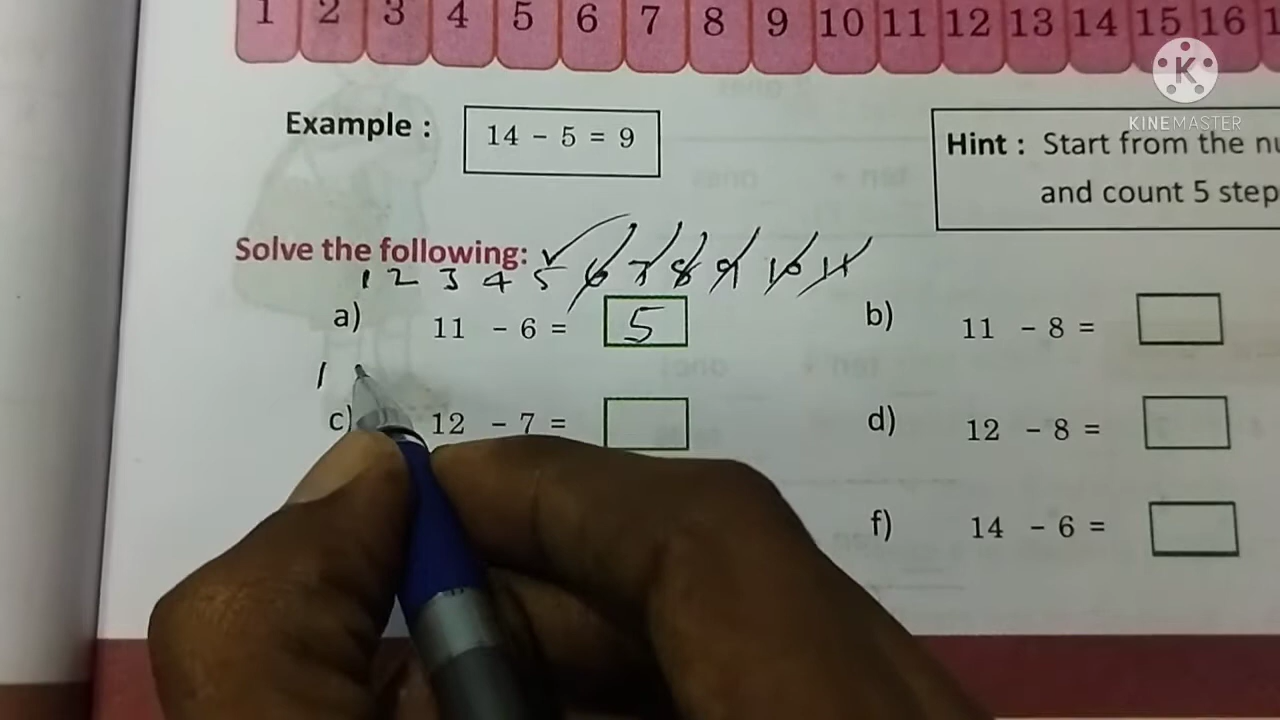 1 2 3 4 5 6 7 8 9 10 11 12 13 14 15 16 1
K
KINEMASTER
Example : 14 - 5 = 9
Hint : Start from the nu
and count 5 step
Solve the following:
1 2 3 4 5 6 7 8 9 10 11
a) 11 - 6 = 5
b) 11 - 8 =
1
c) 12 - 7 =
d) 12 - 8 =
f) 14 - 6 =